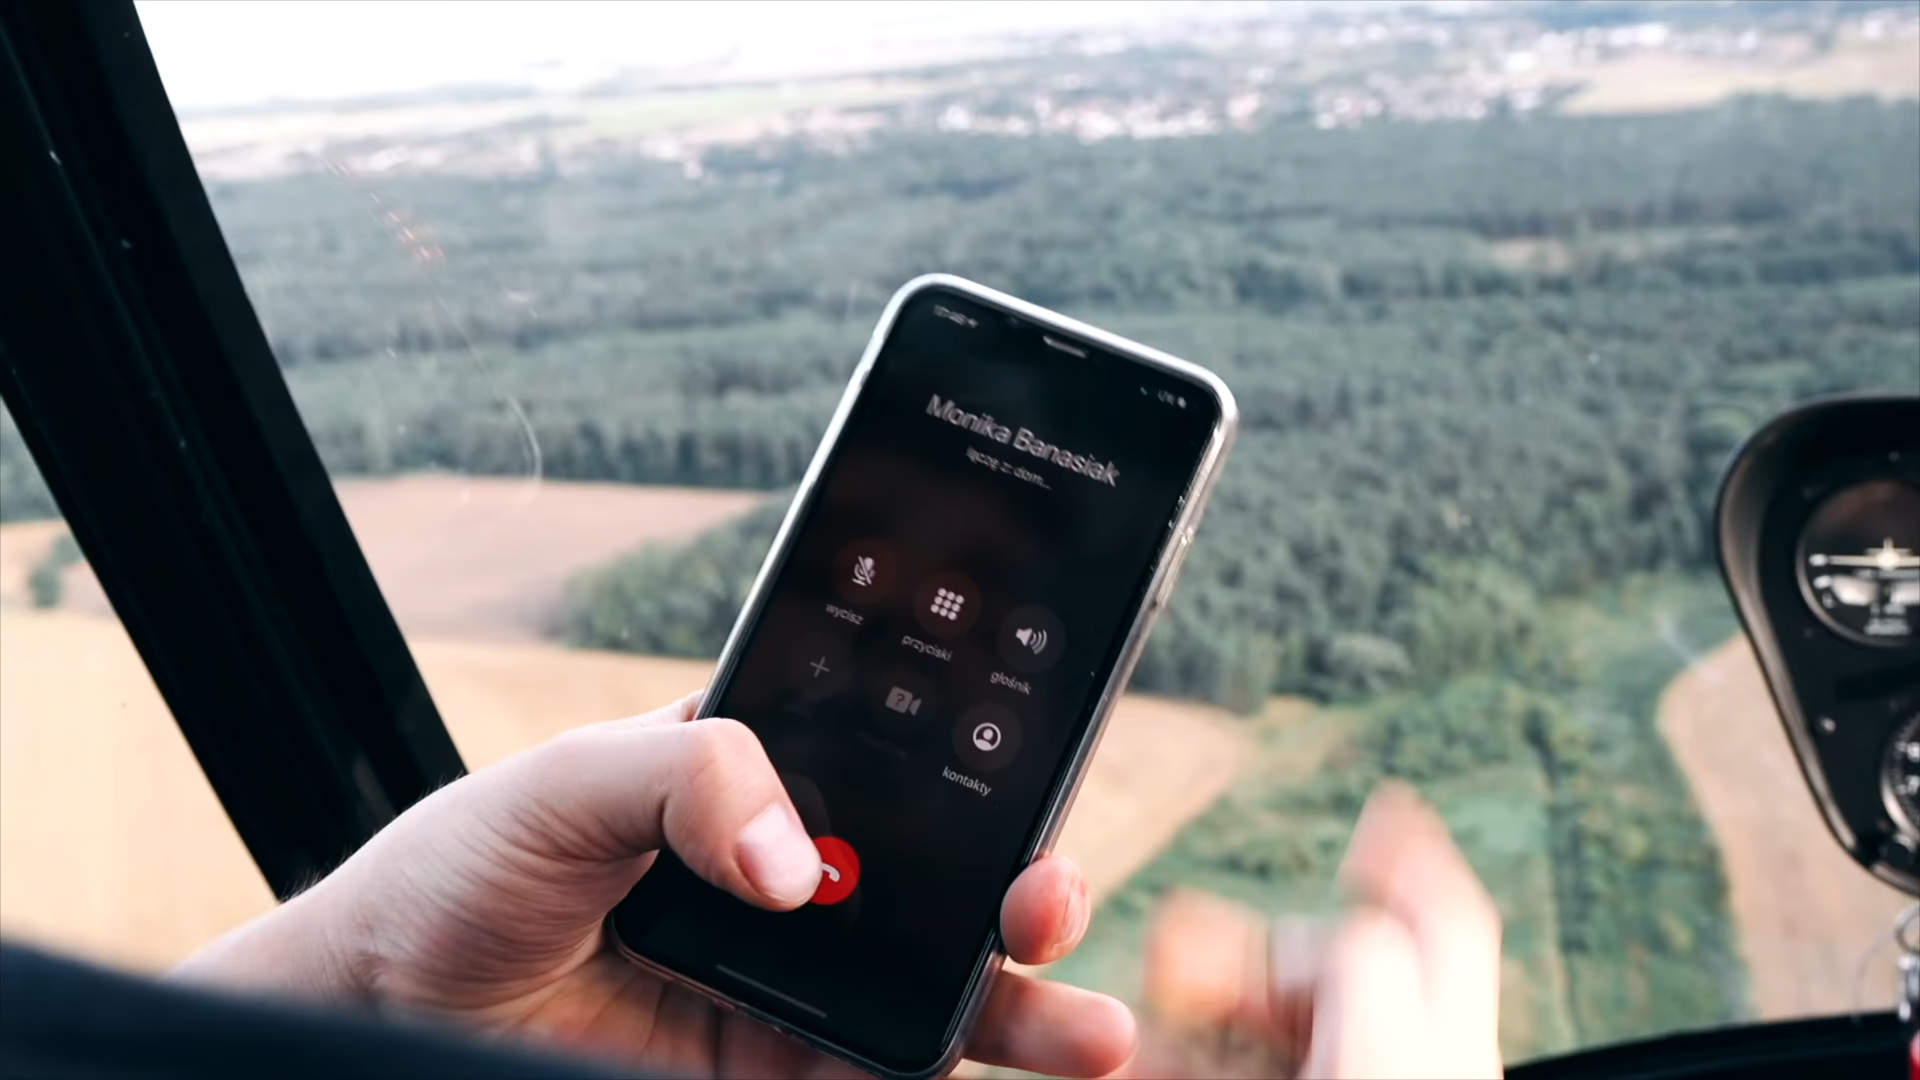 Monika Banasiak
łączę z: dom...
wycisz
przyciski
głośnik
kontakty